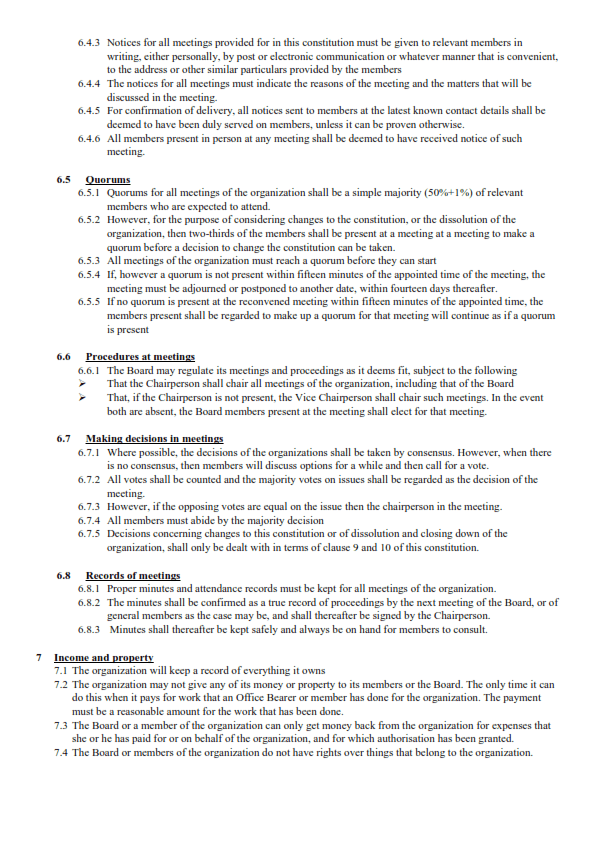 6.4.3 Notices for all meetings provided for in this constitution must be given to relevant members in
writing, either personally, by post or electronic communication or whatever manner that is convenient,
to the address or other similar particulars provided by the members
6.4.4 The notices for all meetings must indicate the reasons of the meeting and the matters that will be
discussed in the meeting.
6.4.5 For confirmation of delivery, all notices sent to members at the latest known contact details shall be
deemed to have been duly served on members, unless it can be proven otherwise.
6.4.6 All members present in person at any meeting shall be deemed to have received notice of such
meeting.
6.5 Quorums
6.5.1 Quorums for all meetings of the organization shall be a simple majority (50%+1%) of relevant
members who are expected to attend.
6.5.2 However, for the purpose of considering changes to the constitution, or the dissolution of the
organization, then two-thirds of the members shall be present at a meeting at a meeting to make a
quorum before a decision to change the constitution can be taken.
6.5.3 All meetings of the organization must reach a quorum before they can start
6.5.4 If, however a quorum is not present within fifteen minutes of the appointed time of the meeting, the
meeting must be adjourned or postponed to another date, within fourteen days thereafter.
6.5.5 If no quorum is present at the reconvened meeting within fifteen minutes of the appointed time, the
members present shall be regarded to make up a quorum for that meeting will continue as if a quorum
is present
6.6 Procedures at meetings
6.6.1 The Board may regulate its meetings and proceedings as it deems fit, subject to the following
➢ That the Chairperson shall chair all meetings of the organization, including that of the Board
➢ That, if the Chairperson is not present, the Vice Chairperson shall chair such meetings. In the event
both are absent, the Board members present at the meeting shall elect for that meeting.
6.7 Making decisions in meetings
6.7.1 Where possible, the decisions of the organizations shall be taken by consensus. However, when there
is no consensus, then members will discuss options for a while and then call for a vote.
6.7.2 All votes shall be counted and the majority votes on issues shall be regarded as the decision of the
meeting.
6.7.3 However, if the opposing votes are equal on the issue then the chairperson in the meeting.
6.7.4 All members must abide by the majority decision
6.7.5 Decisions concerning changes to this constitution or of dissolution and closing down of the
organization, shall only be dealt with in terms of clause 9 and 10 of this constitution.
6.8 Records of meetings
6.8.1 Proper minutes and attendance records must be kept for all meetings of the organization.
6.8.2 The minutes shall be confirmed as a true record of proceedings by the next meeting of the Board, or of
general members as the case may be, and shall thereafter be signed by the Chairperson.
6.8.3 Minutes shall thereafter be kept safely and always be on hand for members to consult.
7 Income and property
7.1 The organization will keep a record of everything it owns
7.2 The organization may not give any of its money or property to its members or the Board. The only time it can
do this when it pays for work that an Office Bearer or member has done for the organization. The payment
must be a reasonable amount for the work that has been done.
7.3 The Board or a member of the organization can only get money back from the organization for expenses that
she or he has paid for or on behalf of the organization, and for which authorisation has been granted.
7.4 The Board or members of the organization do not have rights over things that belong to the organization.